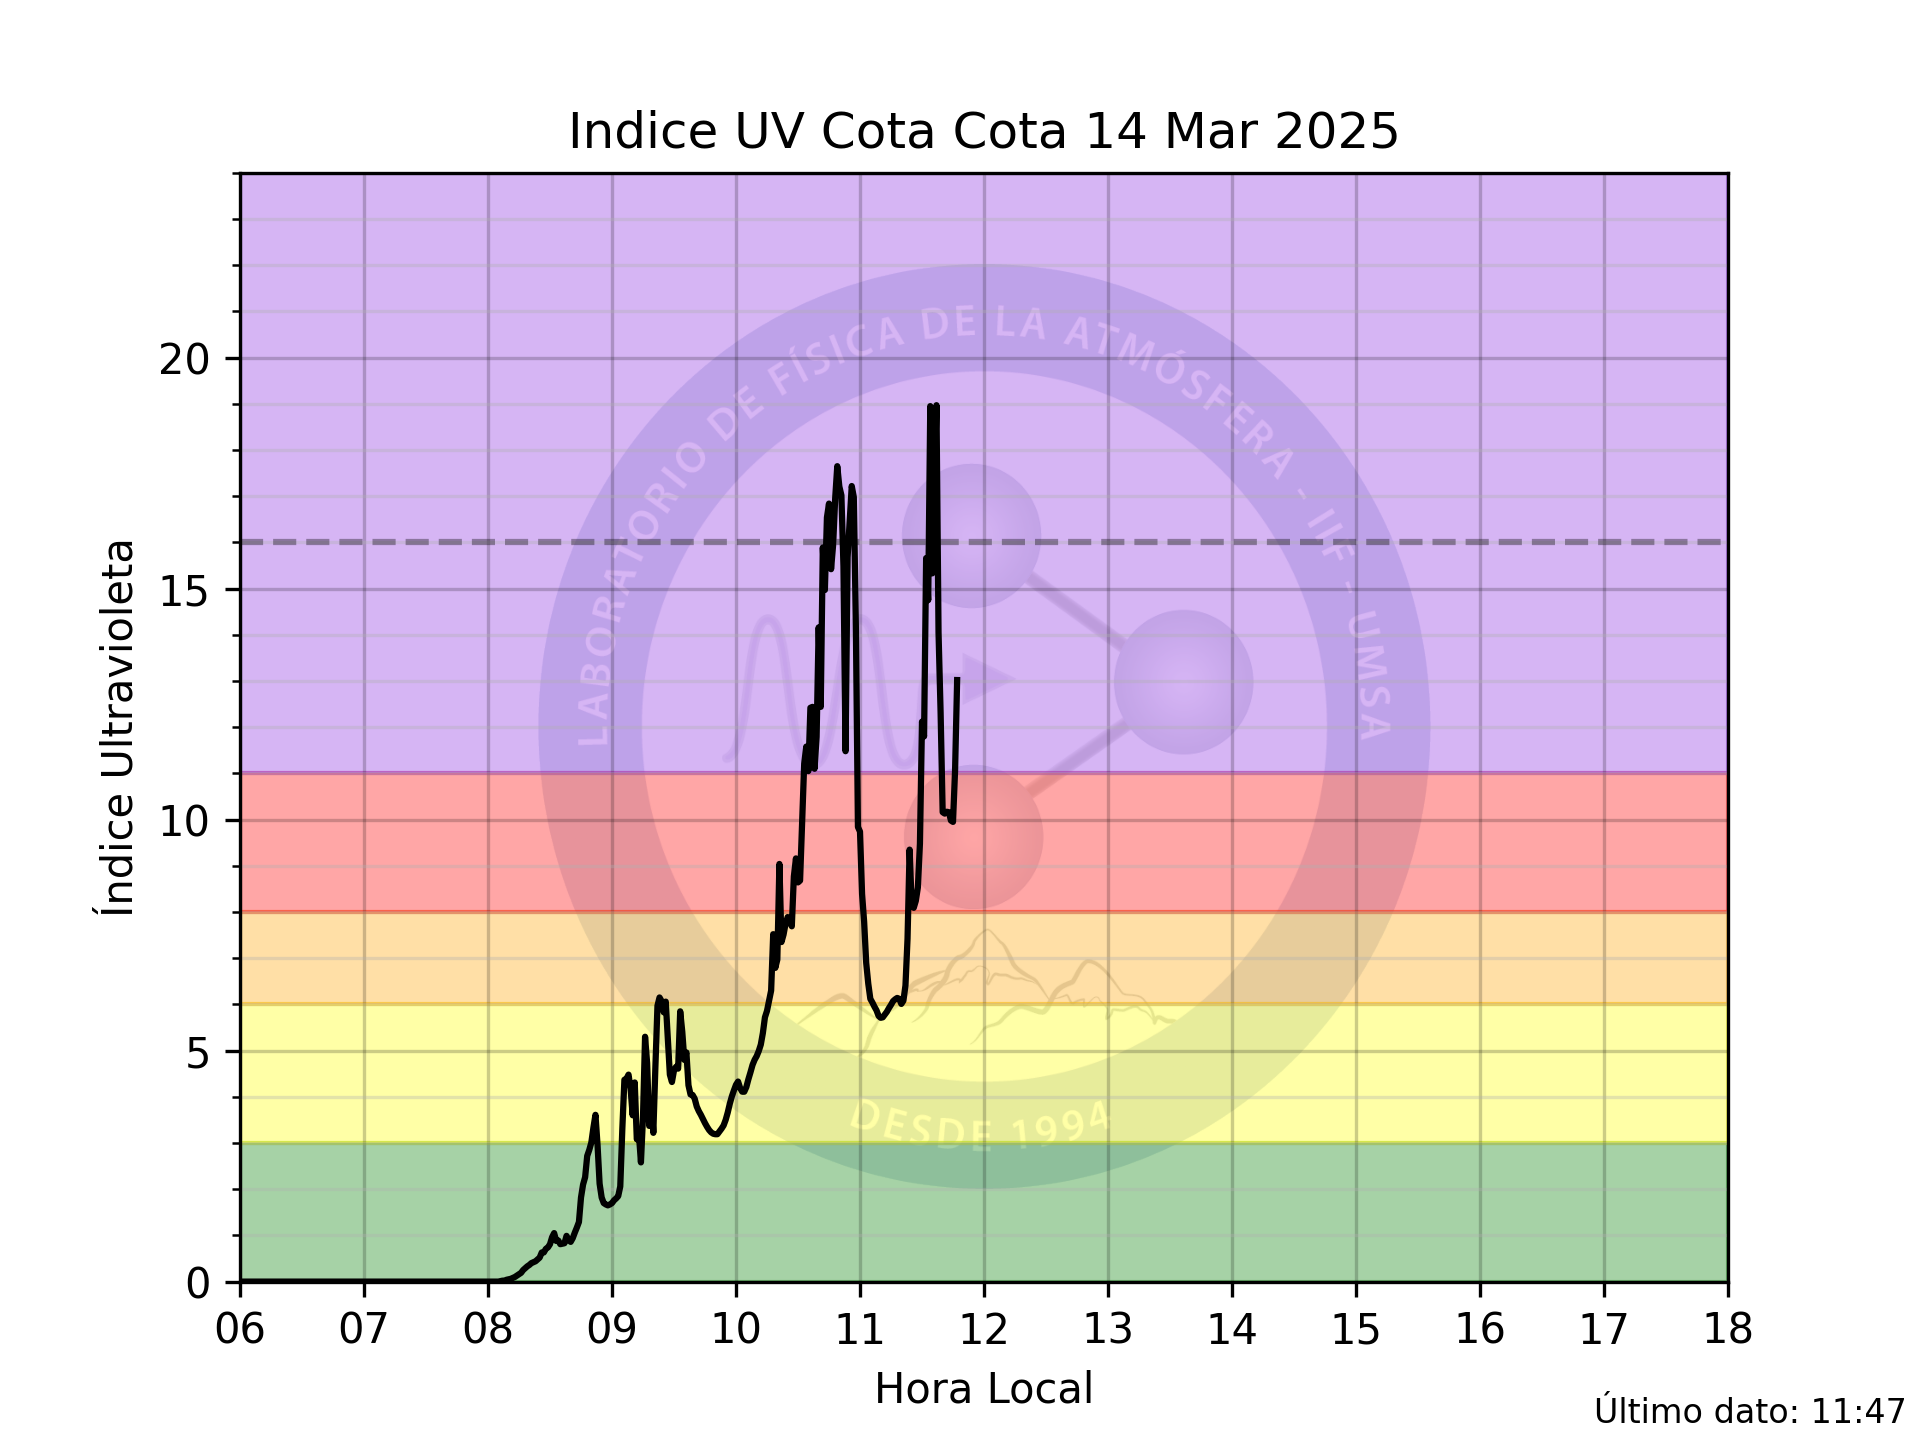 Indice UV Cota Cota 14 Mar 2025
Índice Ultravioleta
20
15
10
5
0
LABORATORIO DE FÍSICA DE LA ATMÓSFERA - IIF - UMSA
DESDE 1994
06 07 08 09 10 11 12 13 14 15 16 17 18
Hora Local
Último dato: 11:47